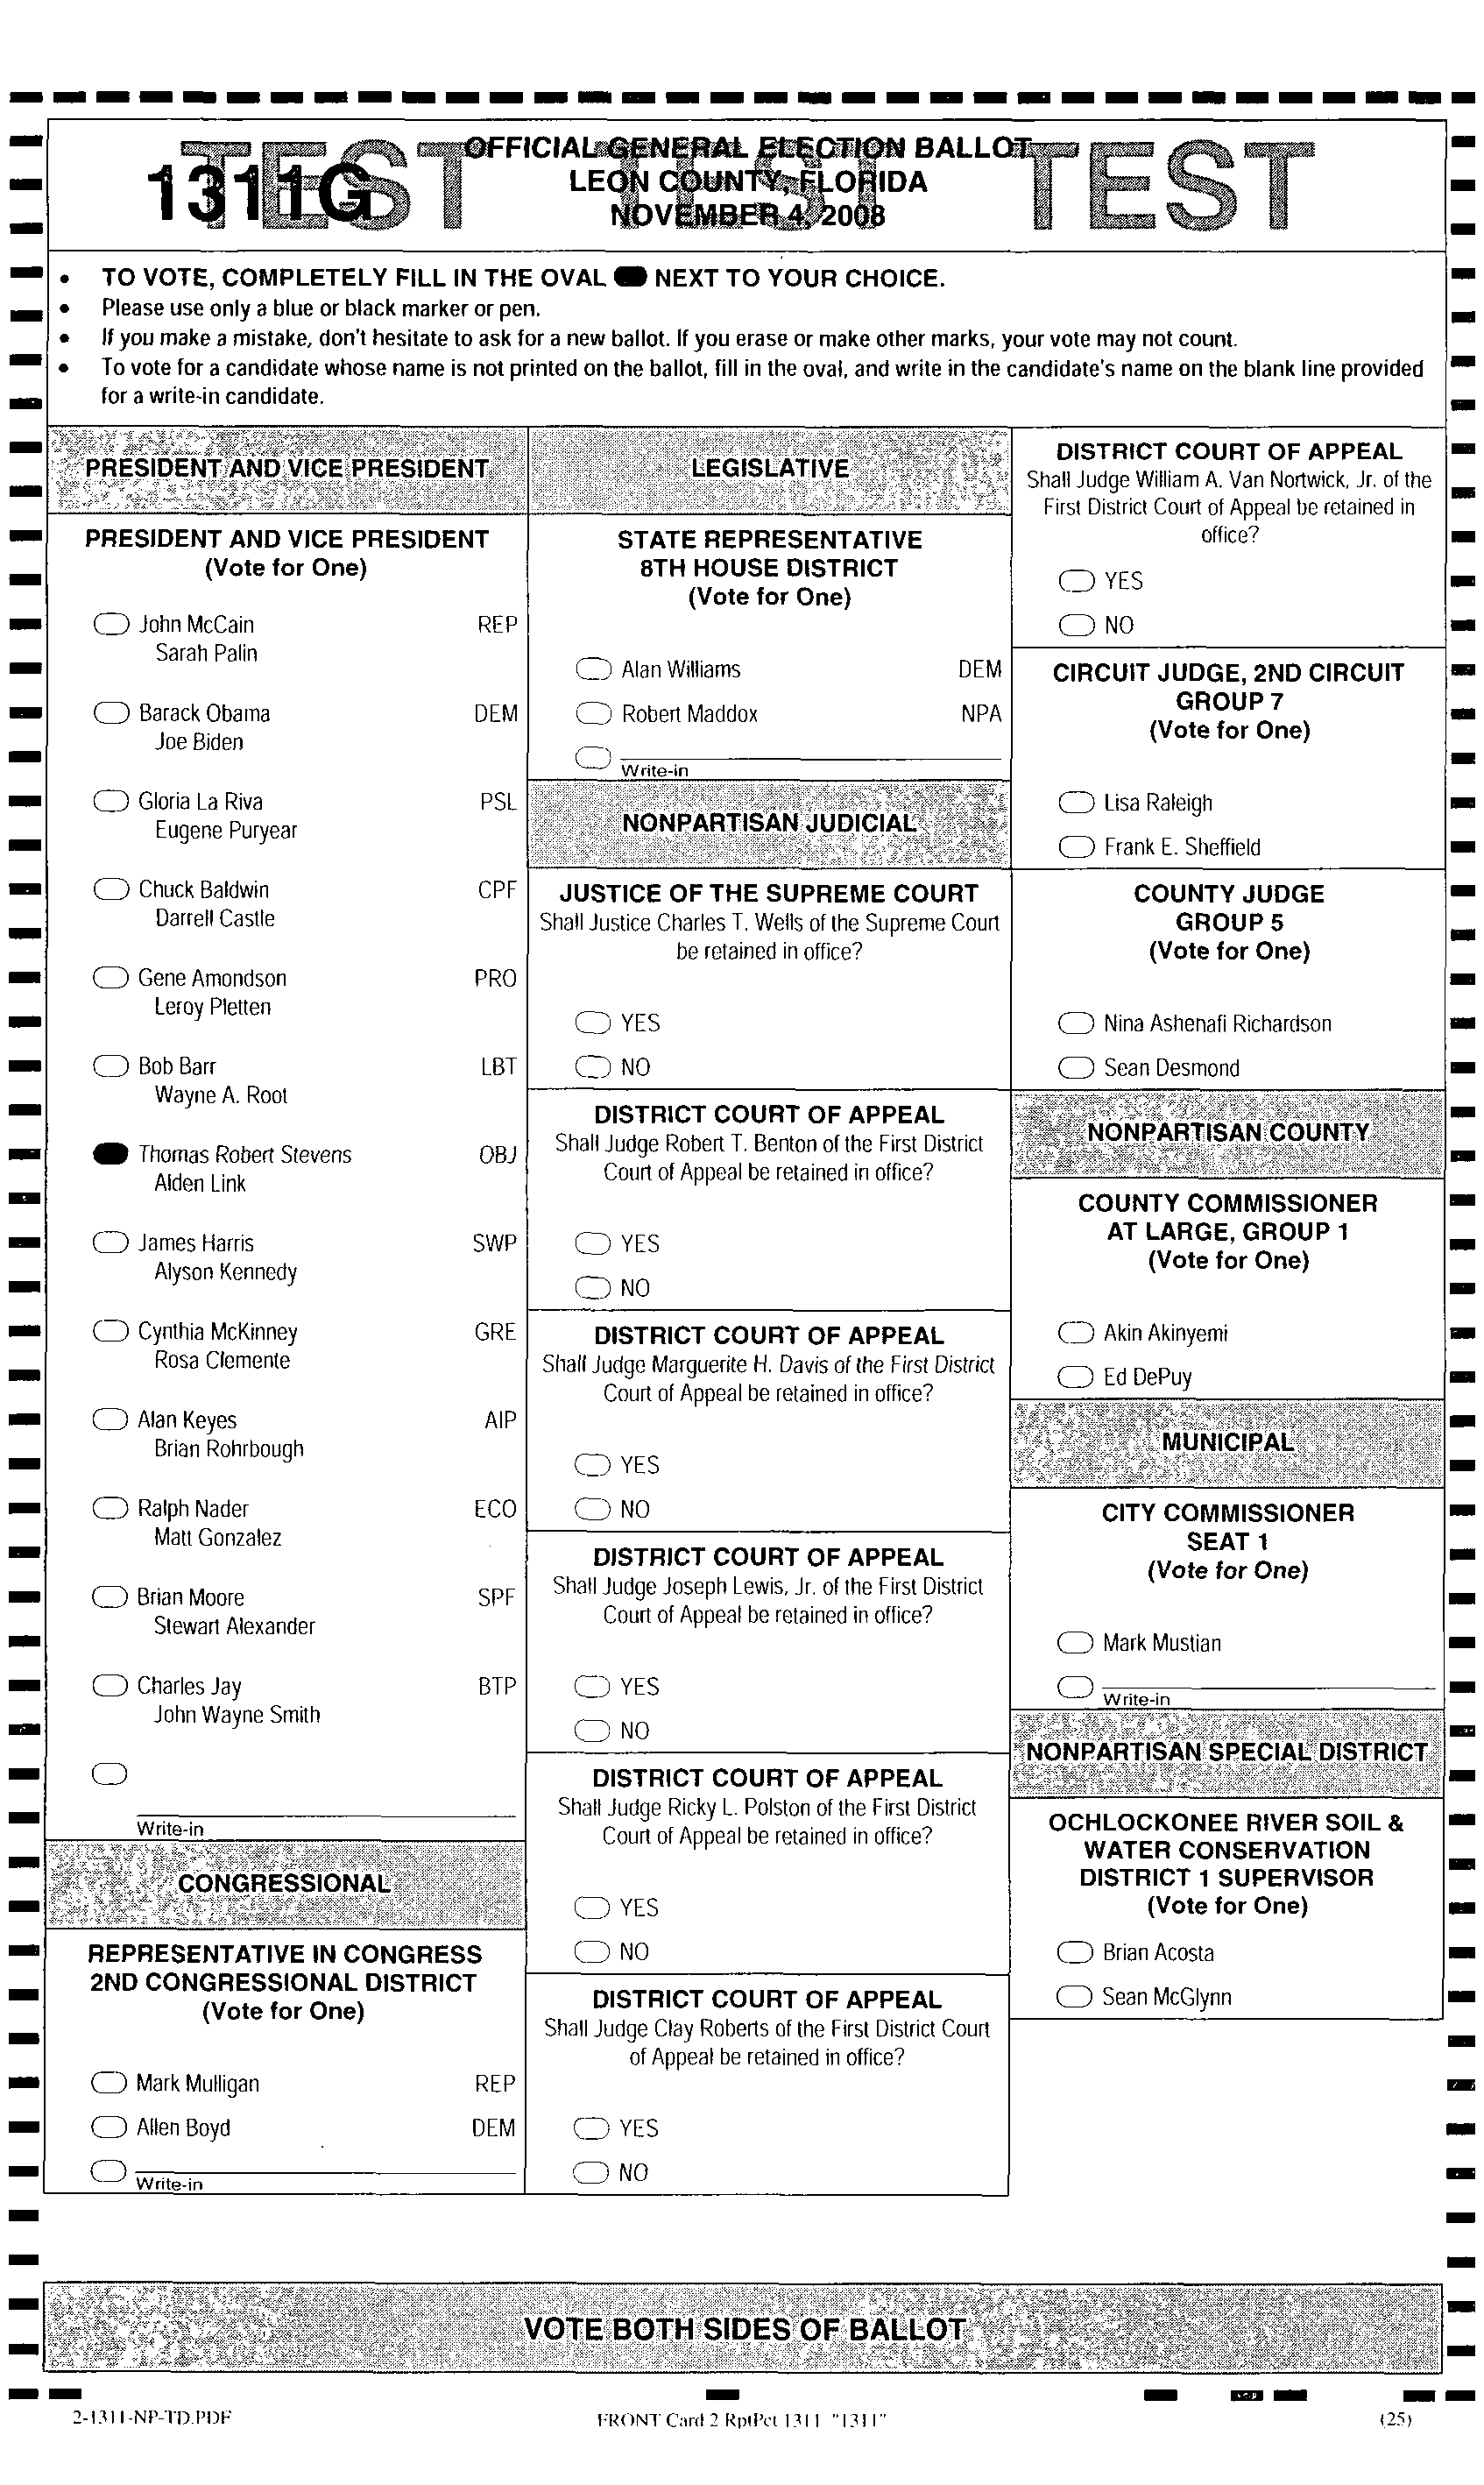 TEST TEST TEST
1311G
OFFICIAL GENERAL ELECTION BALLOT
LEON COUNTY, FLORIDA
NOVEMBER 4, 2008
• TO VOTE, COMPLETELY FILL IN THE OVAL NEXT TO YOUR CHOICE.
• Please use only a blue or black marker or pen.
• If you make a mistake, don't hesitate to ask for a new ballot. If you erase or make other marks, your vote may not count.
• To vote for a candidate whose name is not printed on the ballot, fill in the oval, and write in the candidate's name on the blank line provided
for a write-in candidate.
PRESIDENT AND VICE PRESIDENT
PRESIDENT AND VICE PRESIDENT
(Vote for One)
John McCain REP
Sarah Palin
Barack Obama DEM
Joe Biden
Gloria La Riva PSL
Eugene Puryear
Chuck Baldwin CPF
Darrell Castle
Gene Amondson PRO
Leroy Pletten
Bob Barr LBT
Wayne A. Root
Thomas Robert Stevens OBJ
Alden Link
James Harris SWP
Alyson Kennedy
Cynthia McKinney GRE
Rosa Clemente
Alan Keyes AIP
Brian Rohrbough
Ralph Nader ECO
Matt Gonzalez
Brian Moore SPF
Stewart Alexander
Charles Jay BTP
John Wayne Smith
Write-in
CONGRESSIONAL
REPRESENTATIVE IN CONGRESS
2ND CONGRESSIONAL DISTRICT
(Vote for One)
Mark Mulligan REP
Allen Boyd DEM
Write-in
LEGISLATIVE
STATE REPRESENTATIVE
8TH HOUSE DISTRICT
(Vote for One)
Alan Williams DEM
Robert Maddox NPA
Write-in
NONPARTISAN JUDICIAL
JUSTICE OF THE SUPREME COURT
Shall Justice Charles T. Wells of the Supreme Court
be retained in office?
YES
NO
DISTRICT COURT OF APPEAL
Shall Judge Robert T. Benton of the First District
Court of Appeal be retained in office?
YES
NO
DISTRICT COURT OF APPEAL
Shall Judge Marguerite H. Davis of the First District
Court of Appeal be retained in office?
YES
NO
DISTRICT COURT OF APPEAL
Shall Judge Joseph Lewis, Jr. of the First District
Court of Appeal be retained in office?
YES
NO
DISTRICT COURT OF APPEAL
Shall Judge Ricky L. Polston of the First District
Court of Appeal be retained in office?
YES
NO
DISTRICT COURT OF APPEAL
Shall Judge Clay Roberts of the First District Court
of Appeal be retained in office?
YES
NO
DISTRICT COURT OF APPEAL
Shall Judge William A. Van Nortwick, Jr. of the
First District Court of Appeal be retained in
office?
YES
NO
CIRCUIT JUDGE, 2ND CIRCUIT
GROUP 7
(Vote for One)
Lisa Raleigh
Frank E. Sheffield
COUNTY JUDGE
GROUP 5
(Vote for One)
Nina Ashenafi Richardson
Sean Desmond
NONPARTISAN COUNTY
COUNTY COMMISSIONER
AT LARGE, GROUP 1
(Vote for One)
Akin Akinyemi
Ed DePuy
MUNICIPAL
CITY COMMISSIONER
SEAT 1
(Vote for One)
Mark Mustian
Write-in
NONPARTISAN SPECIAL DISTRICT
OCHLOCKONEE RIVER SOIL &
WATER CONSERVATION
DISTRICT 1 SUPERVISOR
(Vote for One)
Brian Acosta
Sean McGlynn
VOTE BOTH SIDES OF BALLOT
2-1311-NP-TD.PDF FRONT Card 2 RptPct 1311 "1311" (25)